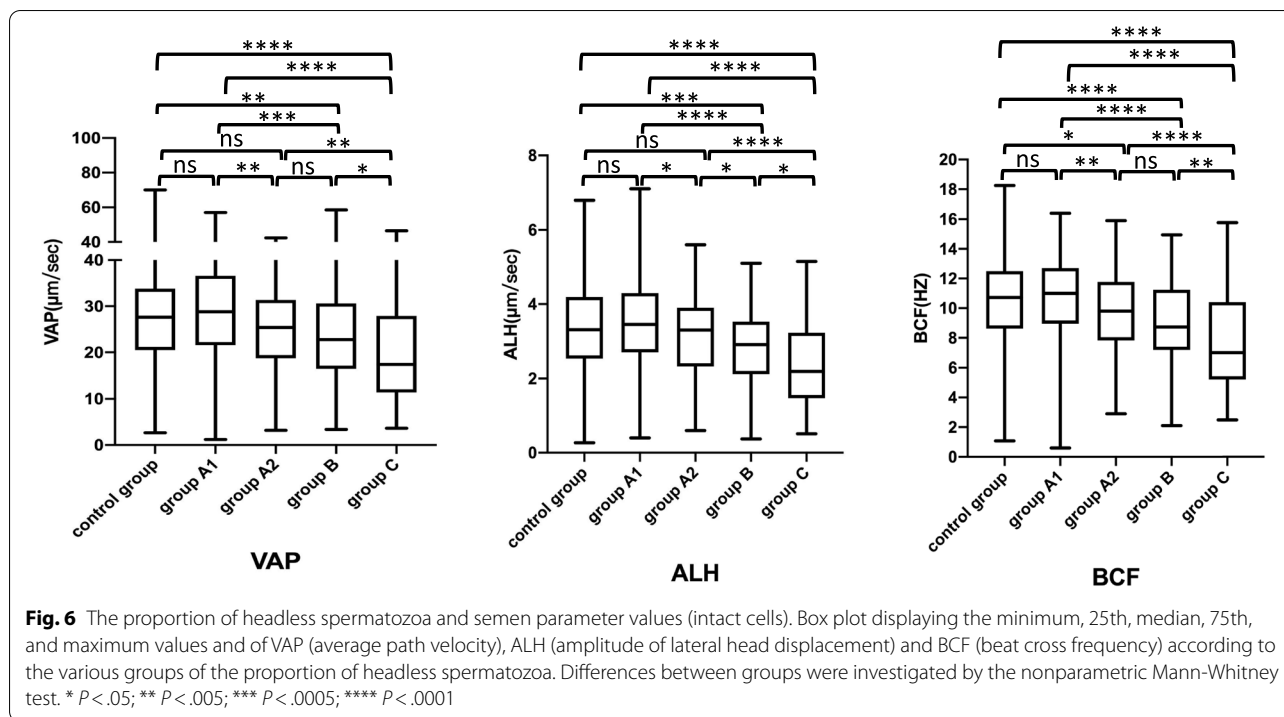 ****
****
**
***
ns
**
ns
**
ns
*
100
80
60
40
40
30
20
10
0
VAP(μm/sec)
control group
group A1
group A2
group B
group C
VAP
****
****
***
****
ns
****
ns
*
*
*
8
6
4
2
0
ALH(μm/sec)
control group
group A1
group A2
group B
group C
ALH
****
****
****
****
*
****
ns
**
ns
**
20
18
16
14
12
10
8
6
4
2
0
BCF(HZ)
control group
group A1
group A2
group B
group C
BCF
Fig. 6 The proportion of headless spermatozoa and semen parameter values (intact cells). Box plot displaying the minimum, 25th, median, 75th,
and maximum values and of VAP (average path velocity), ALH (amplitude of lateral head displacement) and BCF (beat cross frequency) according to
the various groups of the proportion of headless spermatozoa. Differences between groups were investigated by the nonparametric Mann-Whitney
test. * P < .05; ** P < .005; *** P < .0005; **** P < .0001